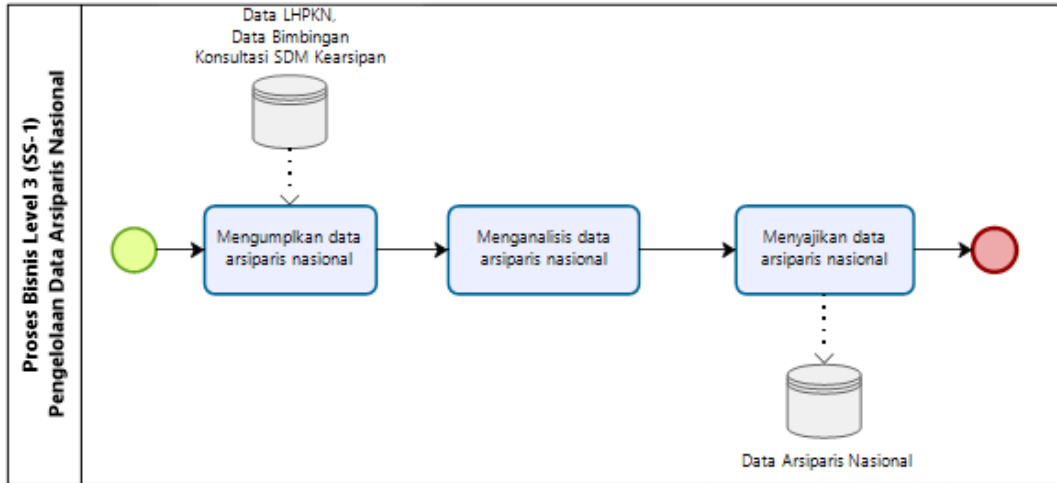 Proses Bisnis Level 3 (SS-1)
Pengelolaan Data Arsiparis Nasional
Data LHPKN,
Data Bimbingan
Konsultasi SDM Kearsipan
Mengumplkan data
arsiparis nasional
Menganalisis data
arsiparis nasional
Menyajikan data
arsiparis nasional
Data Arsiparis Nasional